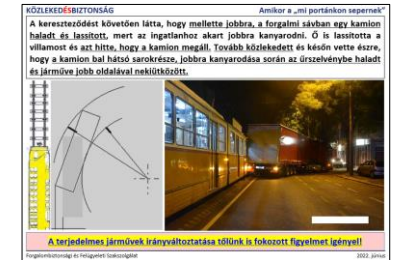 KÖZLEKEDÉSBIZTONSÁG
Amikor a „mi portánkon sepernek”
A kereszteződést követően látta, hogy mellette jobbra, a forgalmi sávban egy kamion
haladt és lassított, mert az ingatlanhoz akart jobbra kanyarodni. Ő is lassította a
villamost és azt hitte, hogy a kamion megáll. Tovább közlekedett és későn vette észre,
hogy a kamion bal hátsó sarokrésze, jobbra kanyarodása során az űrszelvénybe haladt
és járműve jobb oldalával nekiütközött.
A terjedelmes járművek irányváltoztatása tőlünk is fokozott figyelmet igényel!
Forgalombiztonsági és Felügyeleti Szakszolgálat
2022. június